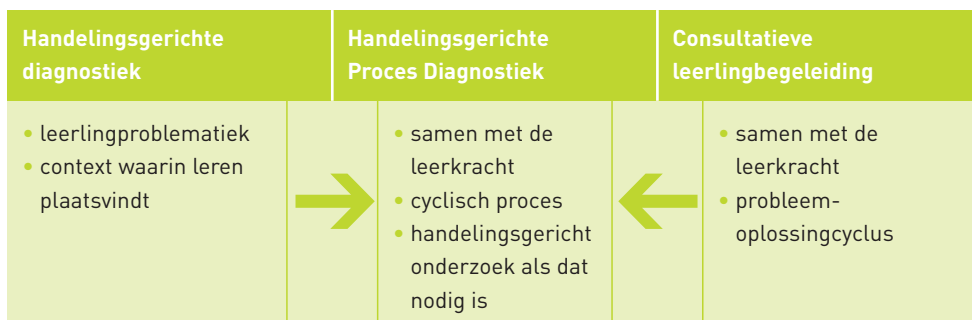 Handelingsgerichte
diagnostiek
Handelingsgerichte
Proces Diagnostiek
Consultatieve
leerlingbegeleiding
• leerlingproblematiek
• context waarin leren
plaatsvindt
• samen met de
leerkracht
• cyclisch proces
• handelingsgericht
onderzoek als dat
nodig is
• samen met de
leerkracht
• probleem-
oplossingcyclus